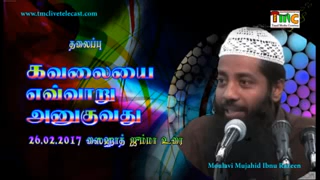 www.tmclivetelecast.com
TMC
தலைப்பு
கவலையை
எவ்வாறு
அணுகுவது
26.02.2017 ஸைஹாத் ஜும்மா உரை
Moulavi Mujahid Ibnu Razeen